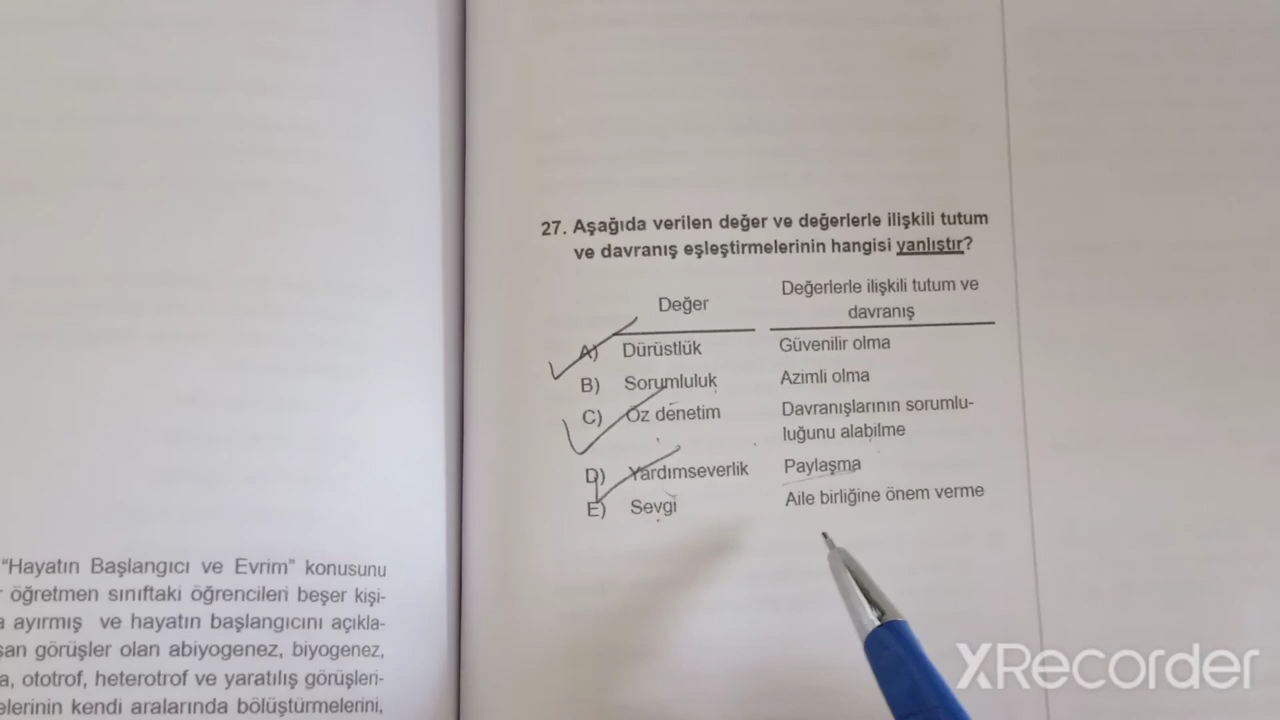 27. Aşağıda verilen değer ve değerlerle ilişkili tutum
ve davranış eşleştirmelerinin hangisi yanlıştır?
Değer
Değerlerle ilişkili tutum ve
davranış
A) Dürüstlük Güvenilir olma
B) Sorumluluk Azimli olma
C) Öz denetim Davranışlarının sorumlu-
luğunu alabilme
D) Yardımseverlik Paylaşma
E) Sevgi Aile birliğine önem verme
"Hayatın Başlangıcı ve Evrim" konusunu
öğretmen sınıftaki öğrencileri beşer kişi-
ayırmış ve hayatın başlangıcını açıkla-
görüşler olan abiyogenez, biyogenez,
ototrof, heterotrof ve yaratılış görüşleri-
kendi aralarında bölüştürmelerini,
XRecorder